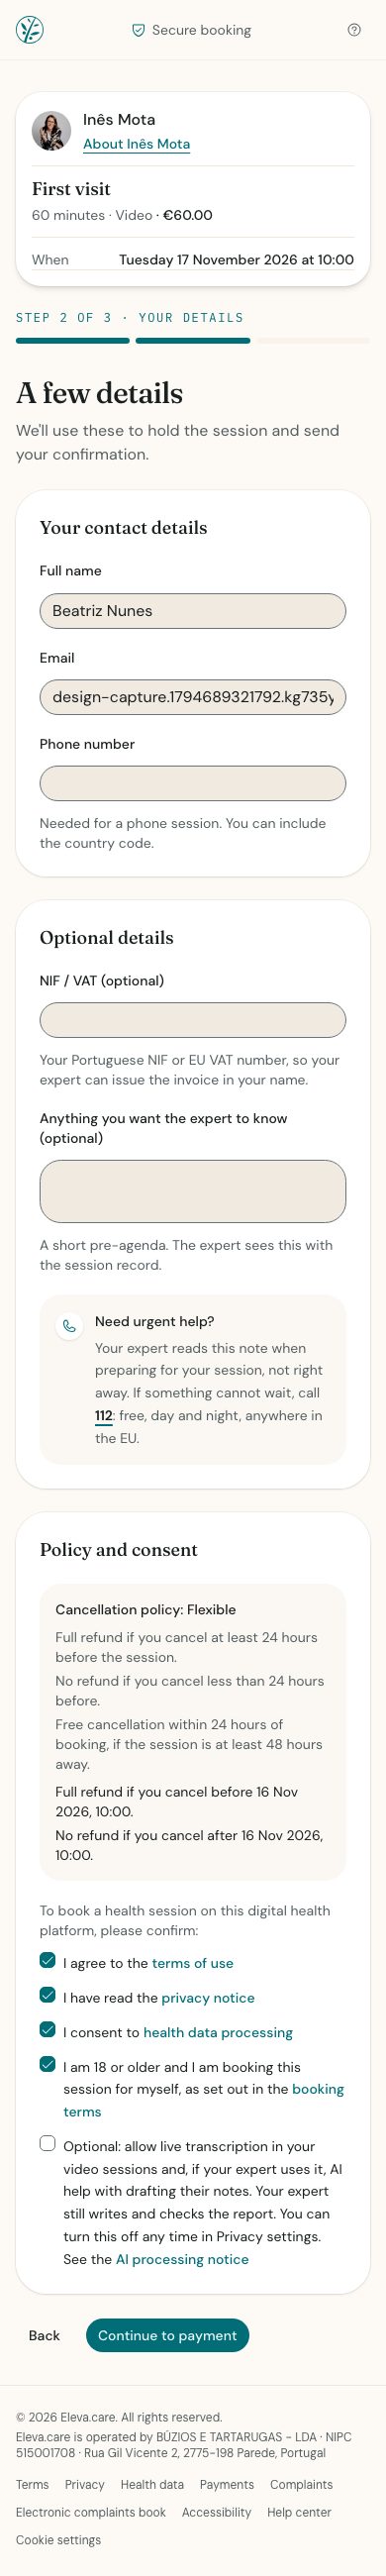 Secure booking
Inês Mota
About Inês Mota
First visit
60 minutes · Video · €60.00
When Tuesday 17 November 2026 at 10:00
STEP 2 OF 3 · YOUR DETAILS
A few details
We'll use these to hold the session and send
your confirmation.
Your contact details
Full name
Beatriz Nunes
Email
design-capture.1794689321792.kg735y
Phone number
Needed for a phone session. You can include
the country code.
Optional details
NIF / VAT (optional)
Your Portuguese NIF or EU VAT number, so your
expert can issue the invoice in your name.
Anything you want the expert to know
(optional)
A short pre-agenda. The expert sees this with
the session record.
Need urgent help?
Your expert reads this note when
preparing for your session, not right
away. If something cannot wait, call
112: free, day and night, anywhere in
the EU.
Policy and consent
Cancellation policy: Flexible
Full refund if you cancel at least 24 hours
before the session.
No refund if you cancel less than 24 hours
before.
Free cancellation within 24 hours of
booking, if the session is at least 48 hours
away.
Full refund if you cancel before 16 Nov
2026, 10:00.
No refund if you cancel after 16 Nov 2026,
10:00.
To book a health session on this digital health
platform, please confirm:
I agree to the terms of use
I have read the privacy notice
I consent to health data processing
I am 18 or older and I am booking this
session for myself, as set out in the booking
terms
Optional: allow live transcription in your
video sessions and, if your expert uses it, AI
help with drafting their notes. Your expert
still writes and checks the report. You can
turn this off any time in Privacy settings.
See the AI processing notice
Back Continue to payment
© 2026 Eleva.care. All rights reserved.
Eleva.care is operated by BÚZIOS E TARTARUGAS - LDA · NIPC
515001708 · Rua Gil Vicente 2, 2775-198 Parede, Portugal
Terms Privacy Health data Payments Complaints
Electronic complaints book Accessibility Help center
Cookie settings